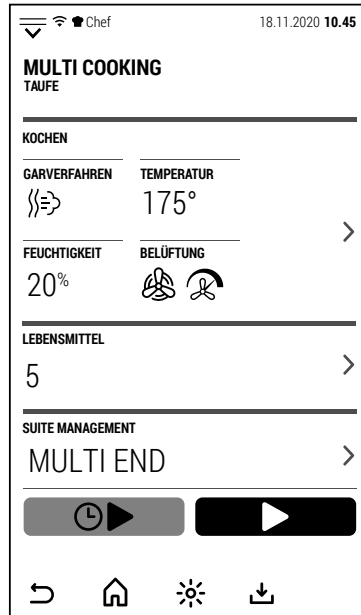 Chef 18.11.2020 10.45
MULTI COOKING
TAUFE
KOCHEN
GARVERFAHREN TEMPERATUR
175°
FEUCHTIGKEIT BELÜFTUNG
20%
LEBENSMITTEL
5
SUITE MANAGEMENT
MULTI END